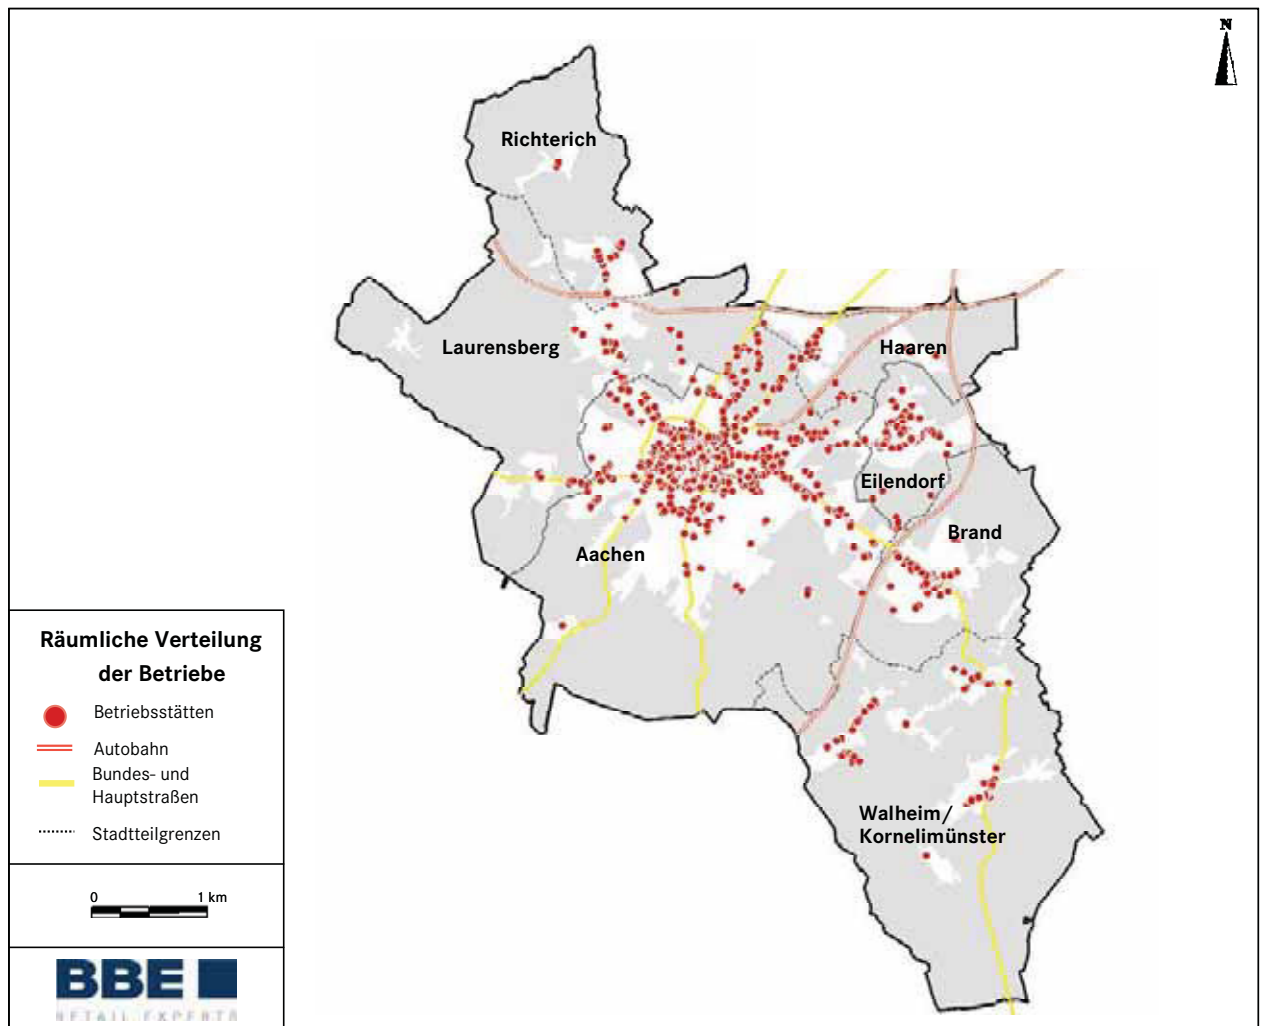 N
Richterich
Laurensberg
Haaren
Eilendorf
Brand
Aachen
Walheim/
Kornelimünster
Räumliche Verteilung
der Betriebe
Betriebsstätten
Autobahn
Bundes- und
Hauptstraßen
Stadtteilgrenzen
0 1 km
BBE
RETAIL EXPERTS